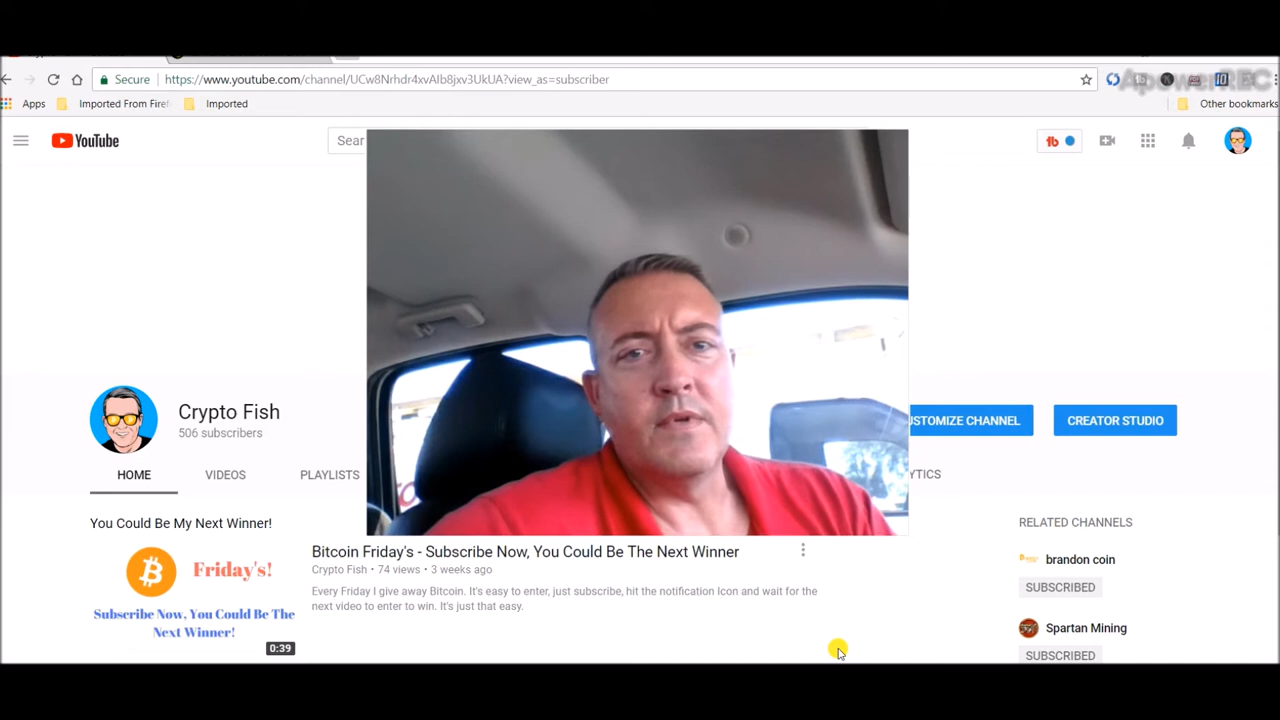 ApowerREC
Secure
https://www.youtube.com/channel/UCw8Nrhdr4xvAIb8jxv3UkUA?view_as=subscriber
Apps
Imported
Other bookmarks
YouTube
Sear
Crypto Fish
506 subscribers
USTOMIZE CHANNEL
CREATOR STUDIO
HOME
VIDEOS
PLAYLISTS
YTICS
You Could Be My Next Winner!
RELATED CHANNELS
Friday's!
Subscribe Now, You Could Be The
Next Winner!
0:39
Bitcoin Friday's - Subscribe Now, You Could Be The Next Winner
Crypto Fish • 74 views • 3 weeks ago
Every Friday I give away Bitcoin. It's easy to enter, just subscribe, hit the notification Icon and wait for the
next video to enter to win. It's just that easy.
brandon coin
SUBSCRIBED
Spartan Mining
SUBSCRIBED